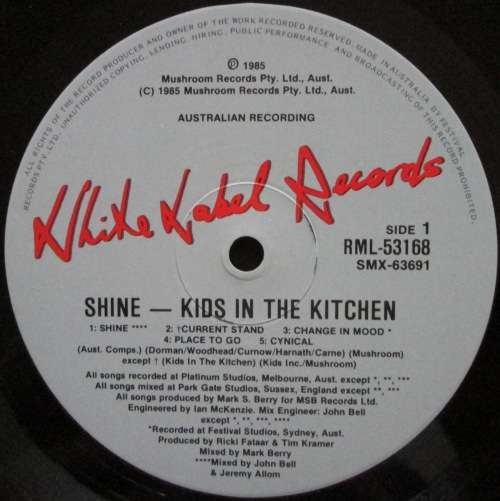 ALL RIGHTS OF THE RECORD PRODUCER AND OWNER OF THE WORK RECORDED RESERVED. MADE IN AUSTRALIA. BY FESTIVAL
RECORDS PTY. LTD. UNAUTHORIZED COPYING, LENDING, HIRING, PUBLIC PERFORMANCE AND BROADCASTING OF THIS RECORD PROHIBITED.
℗ 1985
Mushroom Records Pty. Ltd., Aust.
(C) 1985 Mushroom Records Pty. Ltd., Aust.
AUSTRALIAN RECORDING
White Label Records
SIDE 1
RML-53168
SMX-63691
SHINE — KIDS IN THE KITCHEN
1: SHINE **** 2: †CURRENT STAND 3: CHANGE IN MOOD *
4: PLACE TO GO 5: CYNICAL
(Aust. Comps.) (Dorman/Woodhead/Curnow/Harnath/Carne) (Mushroom)
except † (Kids In The Kitchen) (Kids Inc./Mushroom)
All songs recorded at Platinum Studios, Melbourne, Aust. except *, **, ***
All songs mixed at Park Gate Studios, Sussex, England except **, ***
All songs produced by Mark S. Berry for MSB Records Ltd.
Engineered by Ian McKenzie. Mix Engineer: John Bell
except *, **, ***, ****
*Recorded at Festival Studios, Sydney, Aust.
Produced by Ricki Fataar & Tim Kramer
Mixed by Mark Berry
****Mixed by John Bell
& Jeremy Allom